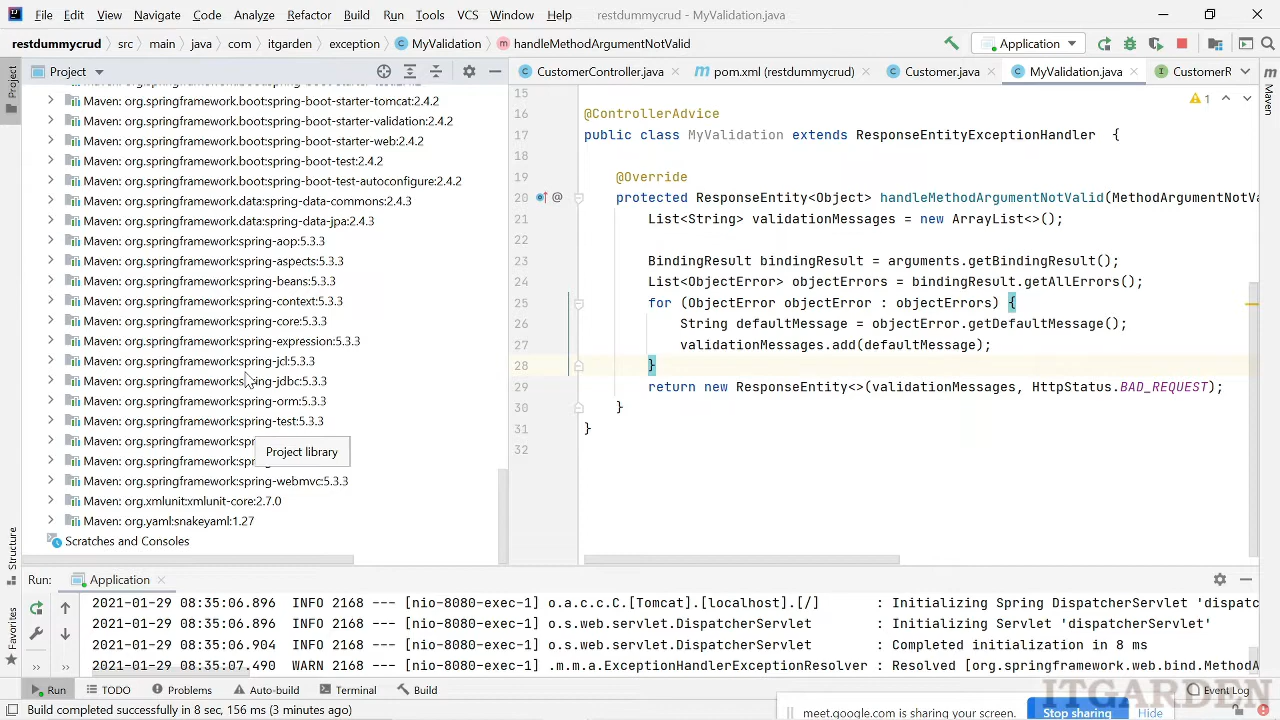 File Edit View Navigate Code Analyze Refactor Build Run Tools VCS Window Help restdummycrud - MyValidation.java
restdummycrud src main java com itgarden exception MyValidation handleMethodArgumentNotValid Application
Project
CustomerController.java pom.xml (restdummycrud) Customer.java MyValidation.java CustomerR
Maven: org.springframework.boot:spring-boot-starter-tomcat:2.4.2
Maven: org.springframework.boot:spring-boot-starter-validation:2.4.2
Maven: org.springframework.boot:spring-boot-starter-web:2.4.2
Maven: org.springframework.boot:spring-boot-test:2.4.2
Maven: org.springframework.boot:spring-boot-test-autoconfigure:2.4.2
Maven: org.springframework.data:spring-data-commons:2.4.3
Maven: org.springframework.data:spring-data-jpa:2.4.3
Maven: org.springframework:spring-aop:5.3.3
Maven: org.springframework:spring-aspects:5.3.3
Maven: org.springframework:spring-beans:5.3.3
Maven: org.springframework:spring-context:5.3.3
Maven: org.springframework:spring-core:5.3.3
Maven: org.springframework:spring-expression:5.3.3
Maven: org.springframework:spring-jcl:5.3.3
Maven: org.springframework:spring-jdbc:5.3.3
Maven: org.springframework:spring-orm:5.3.3
Maven: org.springframework:spring-test:5.3.3
Maven: org.springframework:spr
Maven: org.springframework:spring
Maven: org.springframework:spring-webmvc:5.3.3
Maven: org.xmlunit:xmlunit-core:2.7.0
Maven: org.yaml:snakeyaml:1.27
Scratches and Consoles
Project library
15
16 @ControllerAdvice
17 public class MyValidation extends ResponseEntityExceptionHandler {
18
19 @Override
20 protected ResponseEntity<Object> handleMethodArgumentNotValid(MethodArgumentNotVa
21 List<String> validationMessages = new ArrayList<>();
22
23 BindingResult bindingResult = arguments.getBindingResult();
24 List<ObjectError> objectErrors = bindingResult.getAllErrors();
25 for (ObjectError objectError : objectErrors) {
26 String defaultMessage = objectError.getDefaultMessage();
27 validationMessages.add(defaultMessage);
28 }
29 return new ResponseEntity<>(validationMessages, HttpStatus.BAD_REQUEST);
30 }
31 }
32
1
Project
Structure
Favorites
Maven
Run: Application
2021-01-29 08:35:06.896 INFO 2168 --- [nio-8080-exec-1] o.a.c.c.C.[Tomcat].[localhost].[/] : Initializing Spring DispatcherServlet 'dispatc
2021-01-29 08:35:06.896 INFO 2168 --- [nio-8080-exec-1] o.s.web.servlet.DispatcherServlet : Initializing Servlet 'dispatcherServlet'
2021-01-29 08:35:06.904 INFO 2168 --- [nio-8080-exec-1] o.s.web.servlet.DispatcherServlet : Completed initialization in 8 ms
2021-01-29 08:35:07.490 WARN 2168 --- [nio-8080-exec-1] .m.m.a.ExceptionHandlerExceptionResolver : Resolved [org.springframework.web.bind.MethodA
Run TODO Problems Auto-build Terminal Build Event Log
Build completed successfully in 8 sec, 156 ms (3 minutes ago)
meet.google.com is sharing your screen. Stop sharing Hide
ITGARDEN